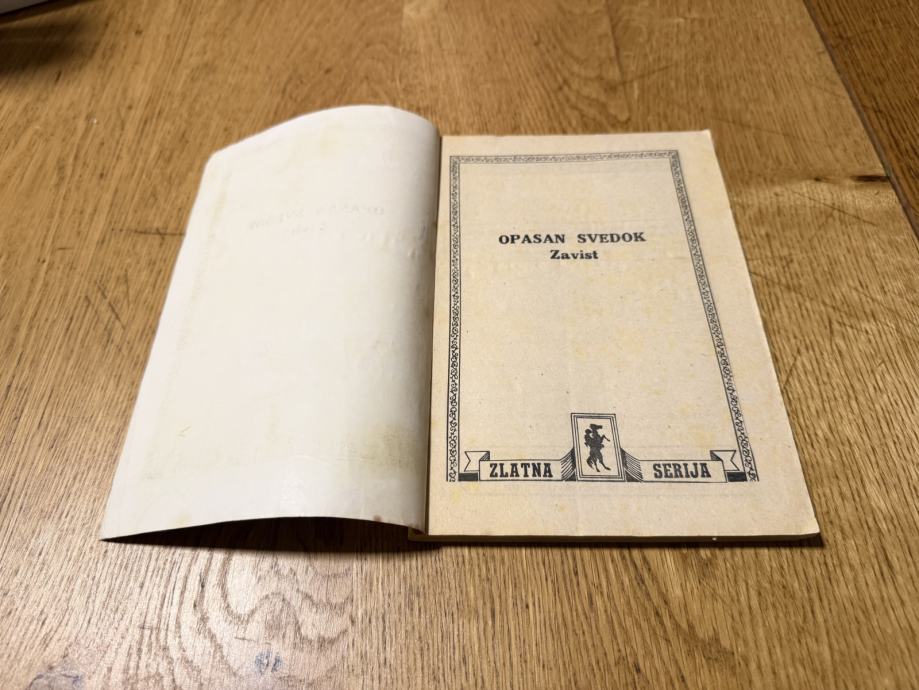 OPASAN SVEDOK
Zavist
ZLATNA SERIJA